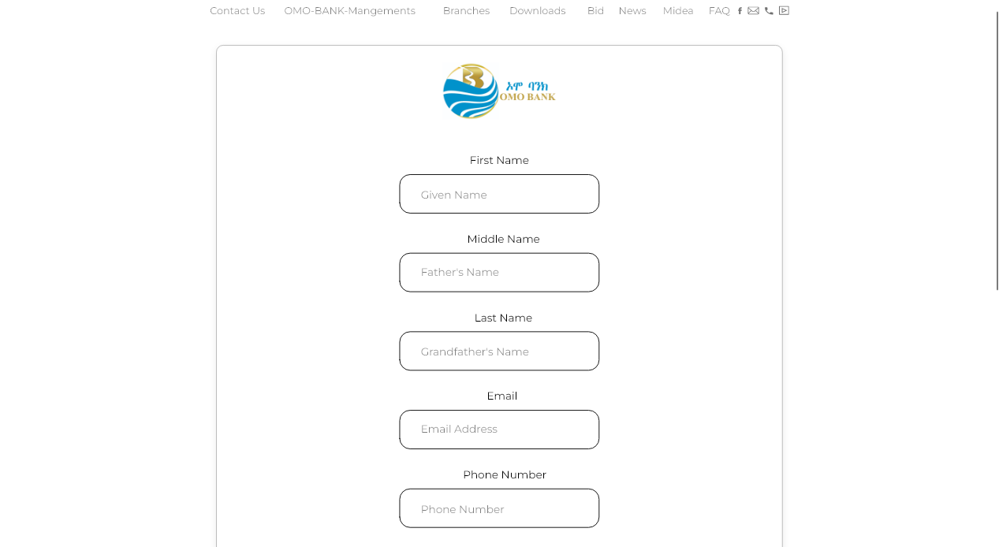 Contact Us OMO-BANK-Mangements Branches Downloads Bid News Midea FAQ
ኦሞ ባንክ
OMO BANK
First Name
Given Name
Middle Name
Father's Name
Last Name
Grandfather's Name
Email
Email Address
Phone Number
Phone Number